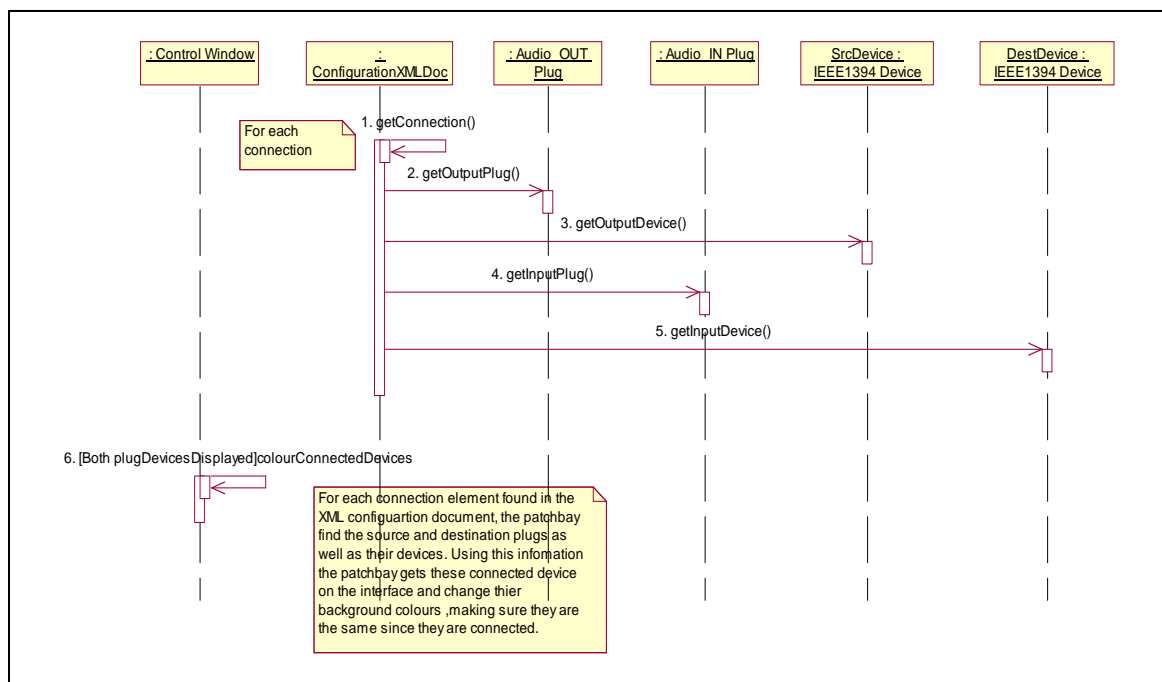 : Control Window
:
ConfigurationXMLDoc
: Audio_OUT
Plug
: Audio_IN Plug
SrcDevice :
IEEE1394 Device
DestDevice :
IEEE1394 Device
For each
connection
1. getConnection()
2. getOutputPlug()
3. getOutputDevice()
4. getInputPlug()
5. getInputDevice()
6. [Both plugDevicesDisplayed]colourConnectedDevices
For each connection element found in the
XML configuartion document, the patchbay
find the source and destination plugs as
well as their devices. Using this infomation
the patchbay gets these connected device
on the interface and change thier
background colours ,making sure they are
the same since they are connected.